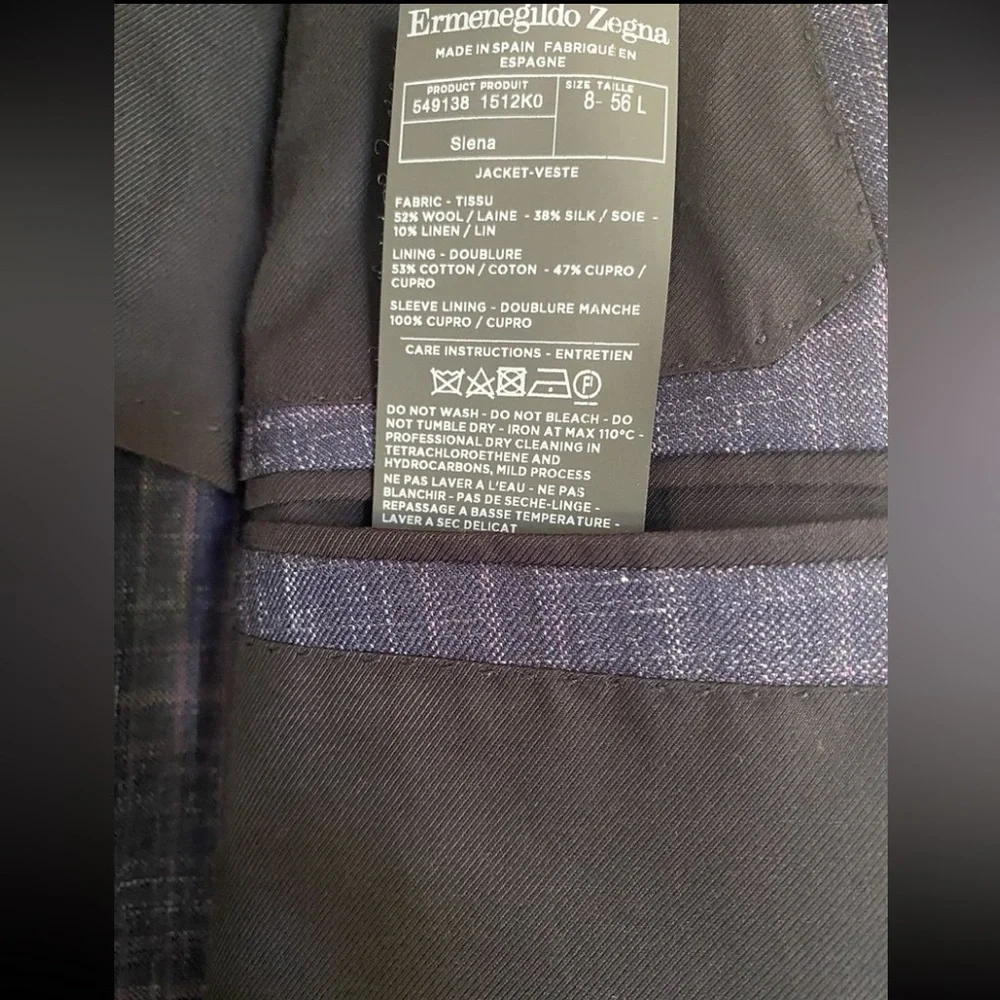 Ermenegildo Zegna
MADE IN SPAIN FABRIQUÉ EN
ESPAGNE
PRODUCT PRODUIT
549138 1512K0
SIZE TAILLE
8- 56 L
Siena
JACKET-VESTE
FABRIC - TISSU
52% WOOL / LAINE - 38% SILK / SOIE -
10% LINEN / LIN
LINING - DOUBLURE
53% COTTON / COTON - 47% CUPRO /
CUPRO
SLEEVE LINING - DOUBLURE MANCHE
100% CUPRO / CUPRO
CARE INSTRUCTIONS - ENTRETIEN
F
DO NOT WASH - DO NOT BLEACH - DO
NOT TUMBLE DRY - IRON AT MAX 110°C -
PROFESSIONAL DRY CLEANING IN
TETRACHLOROETHENE AND
HYDROCARBONS, MILD PROCESS
NE PAS LAVER A L'EAU - NE PAS
BLANCHIR - PAS DE SECHE-LINGE -
REPASSAGE A BASSE TEMPERATURE -
LAVER A SEC DELICAT